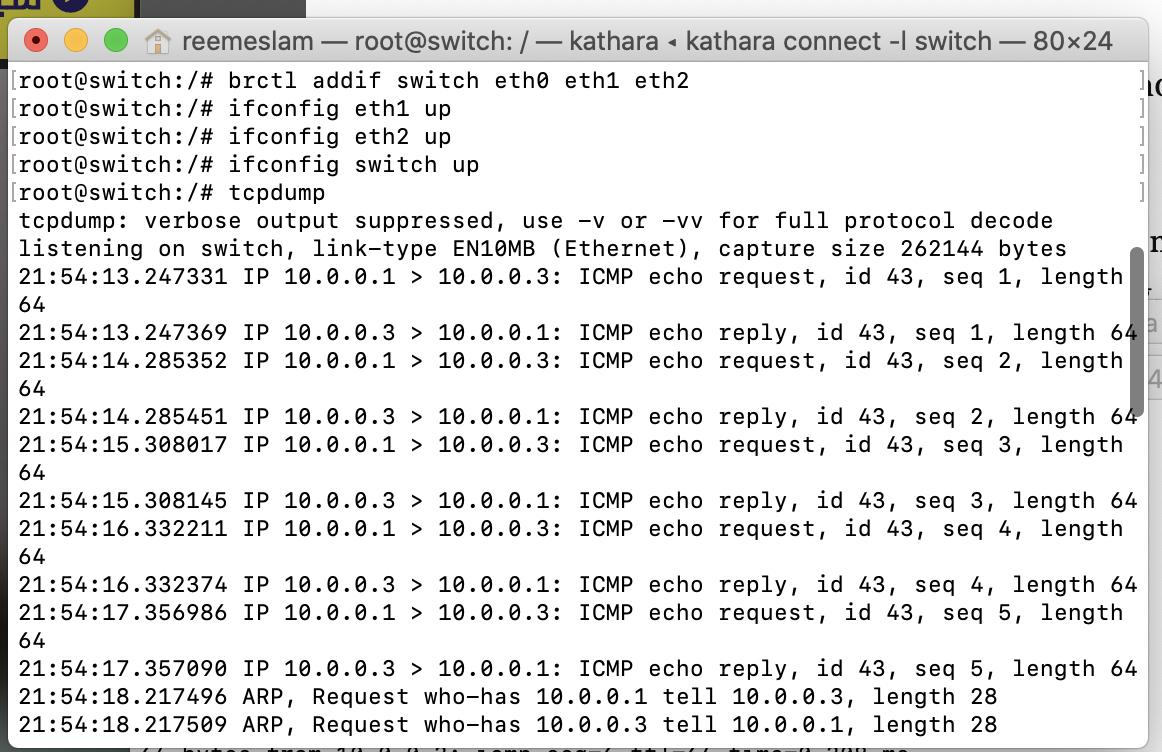 reemeslam — root@switch: / — kathara ◂ kathara connect -l switch — 80×24
[root@switch:/# brctl addif switch eth0 eth1 eth2 ]
[root@switch:/# ifconfig eth1 up ]
[root@switch:/# ifconfig eth2 up ]
[root@switch:/# ifconfig switch up ]
[root@switch:/# tcpdump ]
tcpdump: verbose output suppressed, use -v or -vv for full protocol decode
listening on switch, link-type EN10MB (Ethernet), capture size 262144 bytes
21:54:13.247331 IP 10.0.0.1 > 10.0.0.3: ICMP echo request, id 43, seq 1, length
64
21:54:13.247369 IP 10.0.0.3 > 10.0.0.1: ICMP echo reply, id 43, seq 1, length 64
21:54:14.285352 IP 10.0.0.1 > 10.0.0.3: ICMP echo request, id 43, seq 2, length
64
21:54:14.285451 IP 10.0.0.3 > 10.0.0.1: ICMP echo reply, id 43, seq 2, length 64
21:54:15.308017 IP 10.0.0.1 > 10.0.0.3: ICMP echo request, id 43, seq 3, length
64
21:54:15.308145 IP 10.0.0.3 > 10.0.0.1: ICMP echo reply, id 43, seq 3, length 64
21:54:16.332211 IP 10.0.0.1 > 10.0.0.3: ICMP echo request, id 43, seq 4, length
64
21:54:16.332374 IP 10.0.0.3 > 10.0.0.1: ICMP echo reply, id 43, seq 4, length 64
21:54:17.356986 IP 10.0.0.1 > 10.0.0.3: ICMP echo request, id 43, seq 5, length
64
21:54:17.357090 IP 10.0.0.3 > 10.0.0.1: ICMP echo reply, id 43, seq 5, length 64
21:54:18.217496 ARP, Request who-has 10.0.0.1 tell 10.0.0.3, length 28
21:54:18.217509 ARP, Request who-has 10.0.0.3 tell 10.0.0.1, length 28